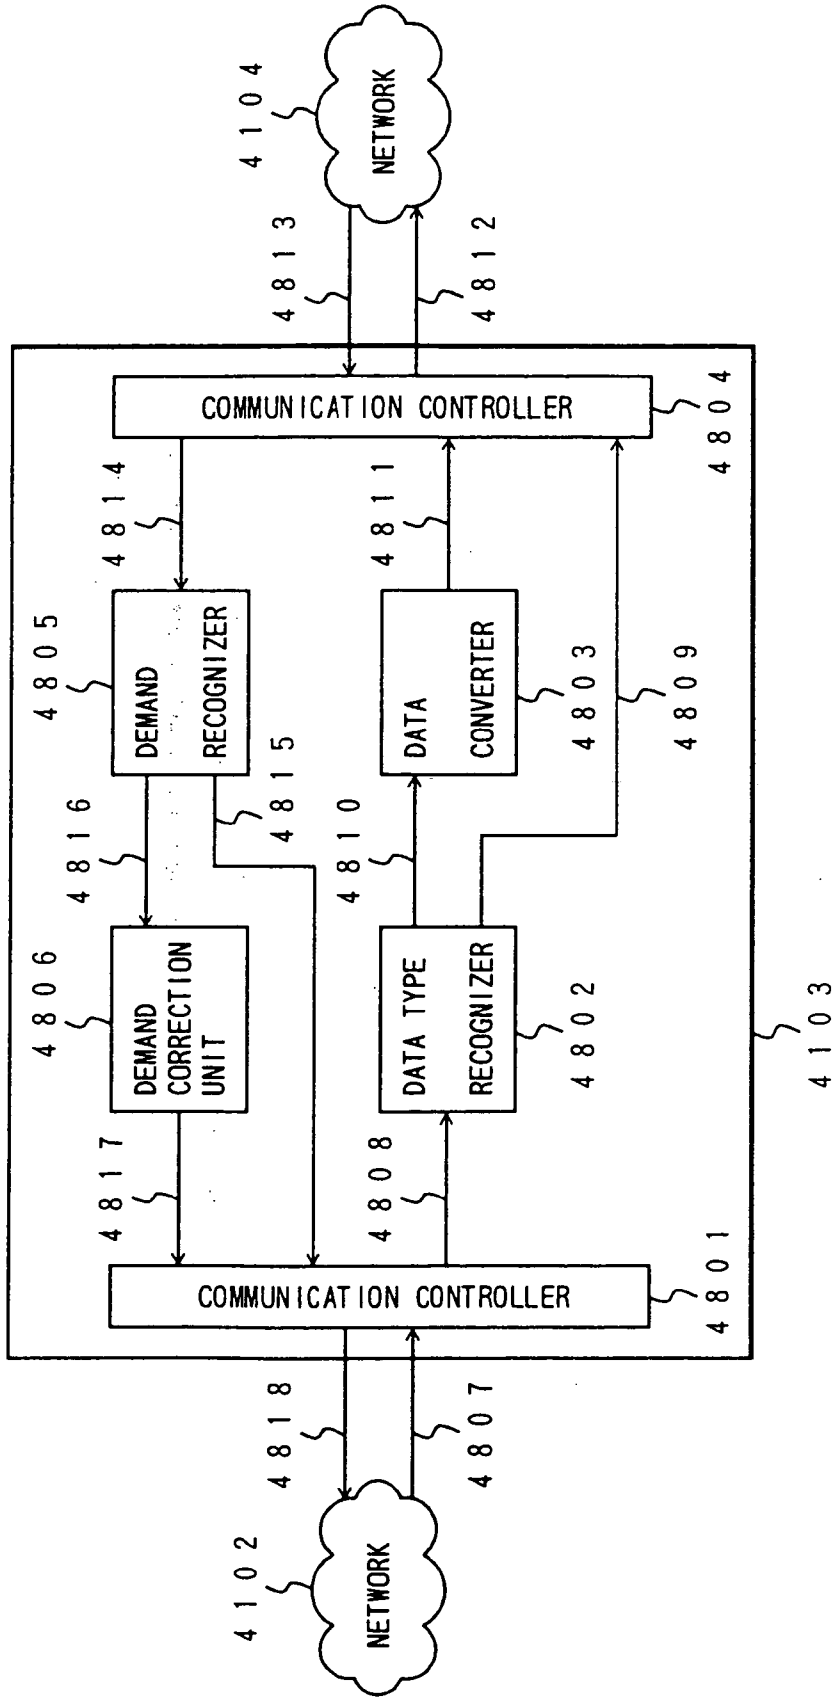 4102
NETWORK
4818
4807
4103
COMMUNICATION CONTROLLER
4801
4817
4808
4806
DEMAND
CORRECTION
UNIT
DATA TYPE
RECOGNIZER
4802
4816
4815
4810
4809
4805
DEMAND
RECOGNIZER
DATA
CONVERTER
4803
4814
4811
COMMUNICATION CONTROLLER
4804
4813
4812
4104
NETWORK